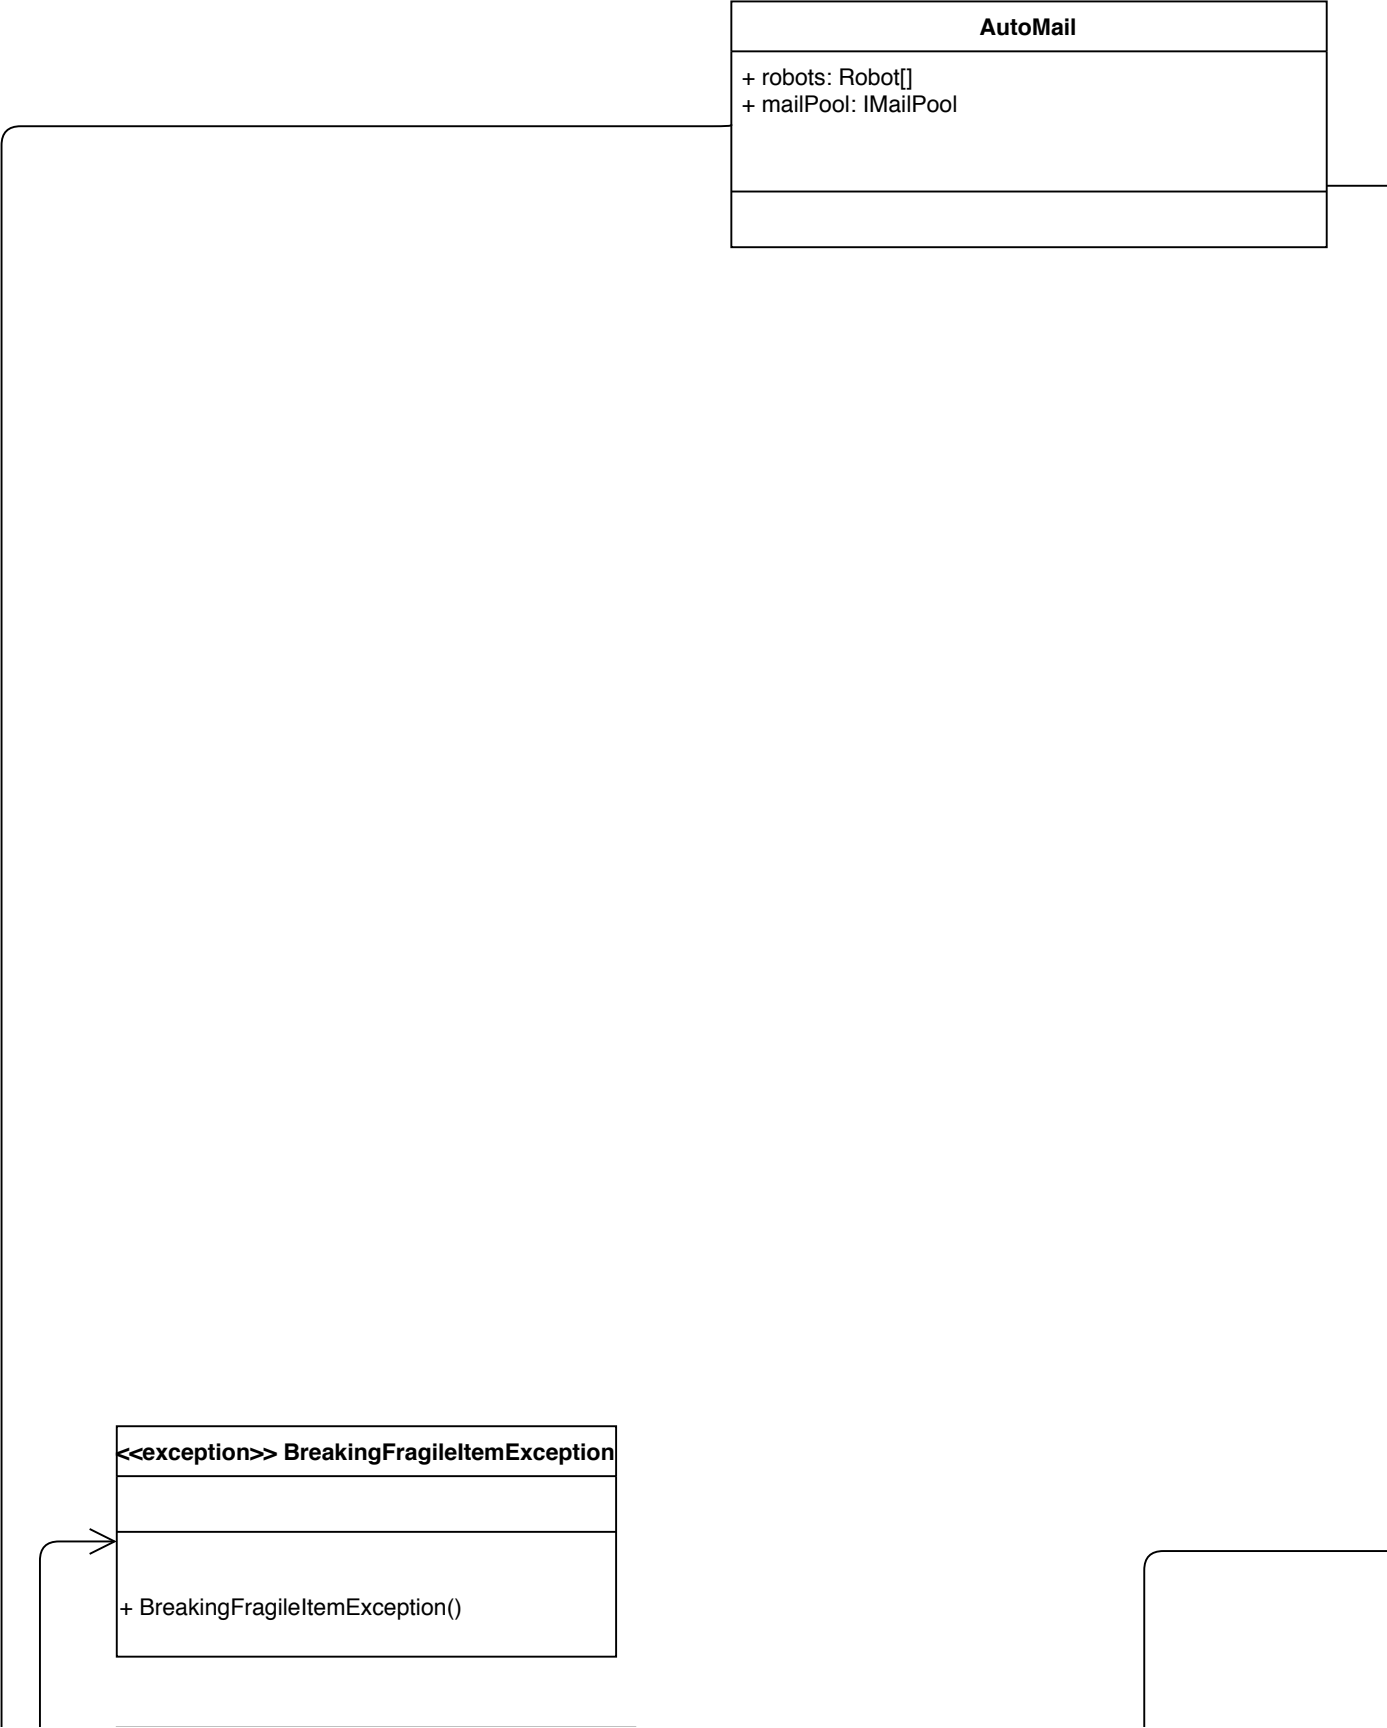 AutoMail
+ robots: Robot[]
+ mailPool: IMailPool
<<exception>> BreakingFragileItemException
+ BreakingFragileItemException()